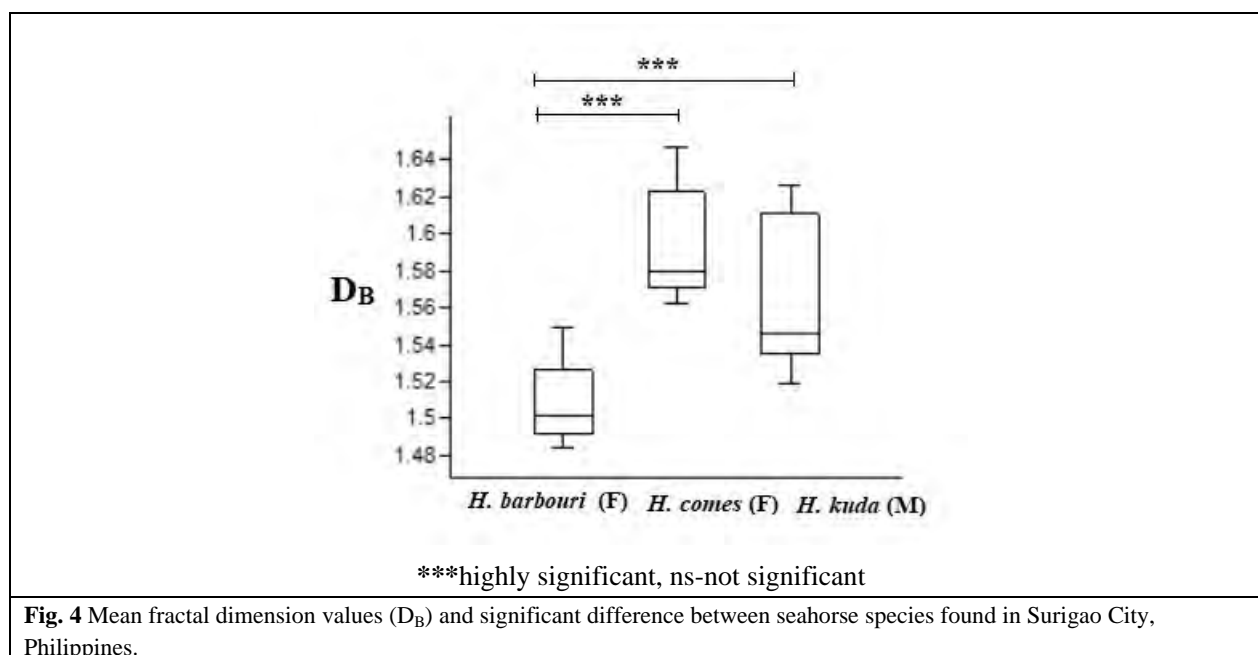 ***
***
1.64
1.62
1.6
1.58
1.56
1.54
1.52
1.5
1.48
D_B
H. barbouri (F) H. comes (F) H. kuda (M)
***highly significant, ns-not significant
Fig. 4 Mean fractal dimension values (D_B) and significant difference between seahorse species found in Surigao City,
Philippines.